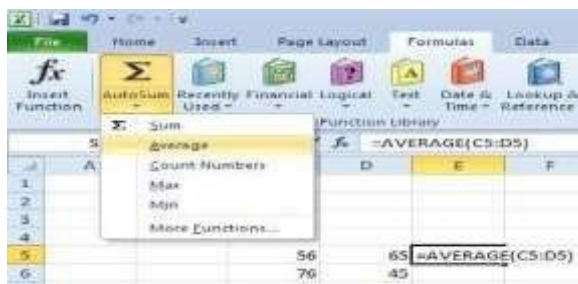 File Home Insert Page Layout Formulas Data
fx Σ A
Insert Function AutoSum Recently Used Financial Logical Text Date & Time Lookup & Reference
Function Library
Σ Sum
Average
Count Numbers
Max
Min
More Functions...
S fx =AVERAGE(C5:D5)
A D E F
1
2
3
4
5 56 65 =AVERAGE(C5:D5)
6 76 45